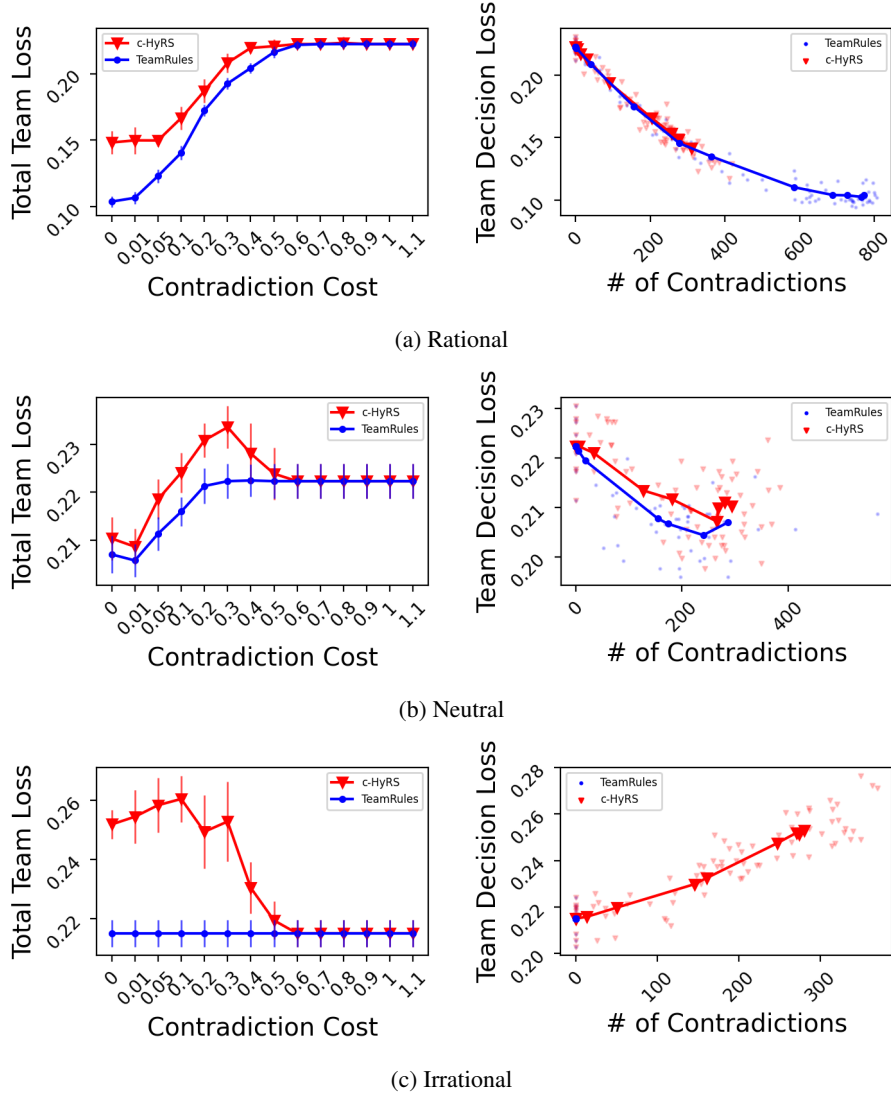 Total Team Loss
0.20
0.15
0.10
c-HyRS
TeamRules
0
0.01
0.05
0.1
0.2
0.3
0.4
0.5
0.6
0.7
0.8
0.9
1
1.1
Contradiction Cost
Team Decision Loss
0.20
0.15
0.10
TeamRules
c-HyRS
0
200
400
600
800
# of Contradictions
(a) Rational
Total Team Loss
0.23
0.22
0.21
c-HyRS
TeamRules
0
0.01
0.05
0.1
0.2
0.3
0.4
0.5
0.6
0.7
0.8
0.9
1
1.1
Contradiction Cost
Team Decision Loss
0.23
0.22
0.21
0.20
TeamRules
c-HyRS
0
200
400
# of Contradictions
(b) Neutral
Total Team Loss
0.26
0.24
0.22
c-HyRS
TeamRules
0
0.01
0.05
0.1
0.2
0.3
0.4
0.5
0.6
0.7
0.8
0.9
1
1.1
Contradiction Cost
Team Decision Loss
0.28
0.26
0.24
0.22
0.20
TeamRules
c-HyRS
0
100
200
300
# of Contradictions
(c) Irrational